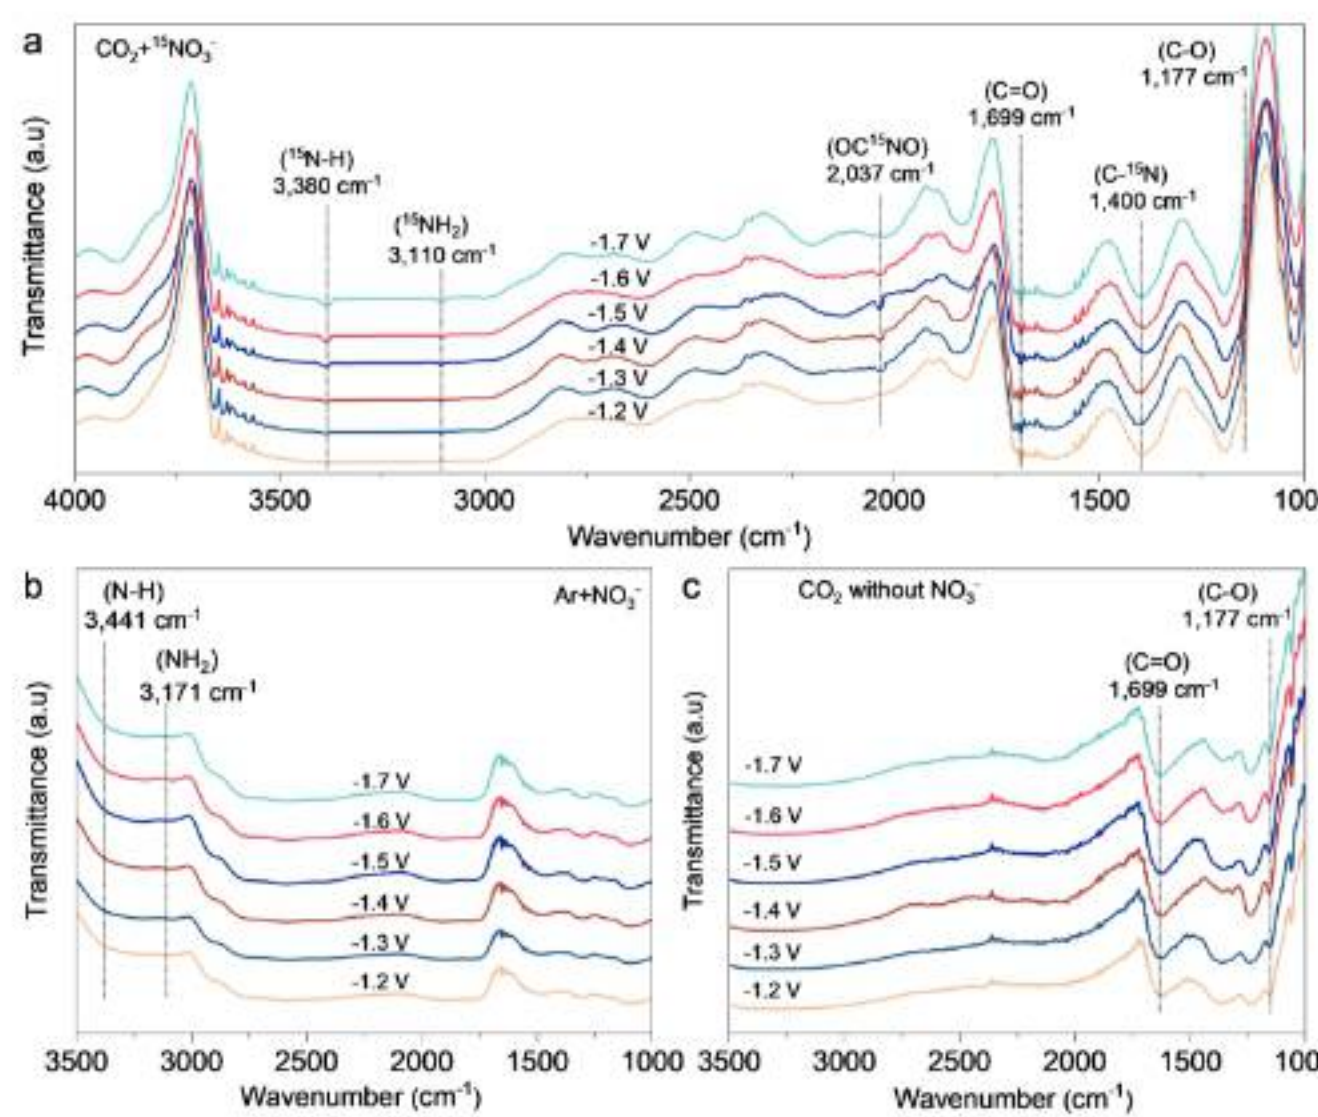 a
CO₂+¹⁵NO₃⁻
(¹⁵N-H)
3,380 cm⁻¹
(¹⁵NH₂)
3,110 cm⁻¹
(OC¹⁵NO)
2,037 cm⁻¹
(C=O)
1,699 cm⁻¹
(C-¹⁵N)
1,400 cm⁻¹
(C-O)
1,177 cm⁻¹
-1.7 V
-1.6 V
-1.5 V
-1.4 V
-1.3 V
-1.2 V
Transmittance (a.u)
4000 3500 3000 2500 2000 1500 100
Wavenumber (cm⁻¹)
b
(N-H)
3,441 cm⁻¹
(NH₂)
3,171 cm⁻¹
Ar+NO₃⁻
-1.7 V
-1.6 V
-1.5 V
-1.4 V
-1.3 V
-1.2 V
Transmittance (a.u)
3500 3000 2500 2000 1500 1000
Wavenumber (cm⁻¹)
c
CO₂ without NO₃⁻
(C-O)
1,177 cm⁻¹
(C=O)
1,699 cm⁻¹
-1.7 V
-1.6 V
-1.5 V
-1.4 V
-1.3 V
-1.2 V
Transmittance (a.u)
3500 3000 2500 2000 1500 100
Wavenumber (cm⁻¹)